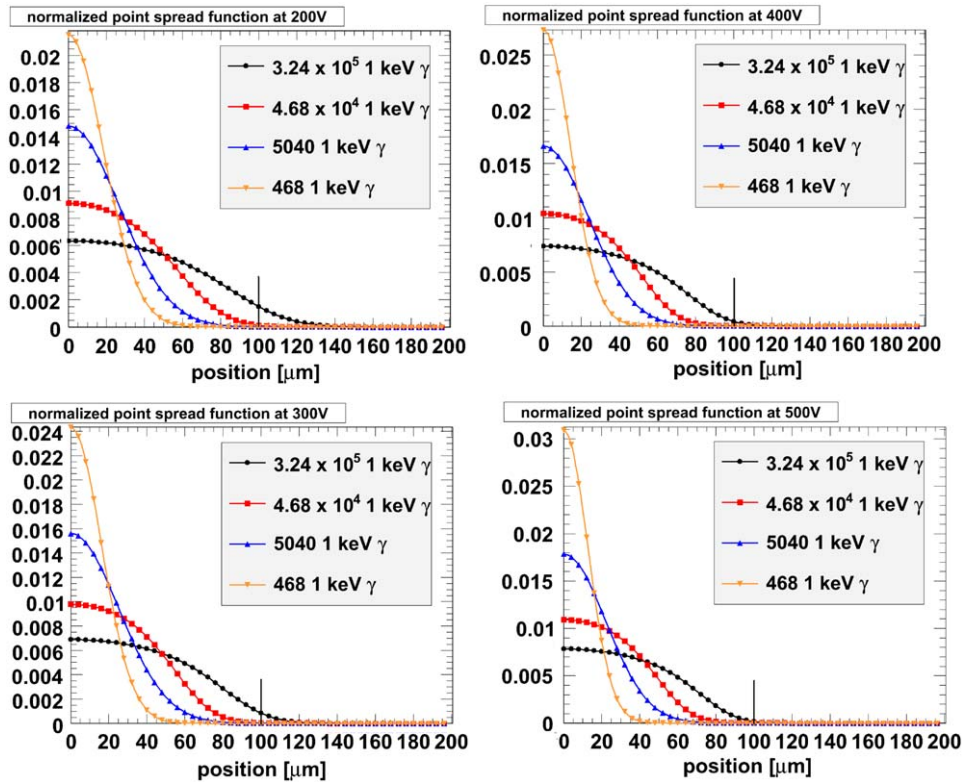 normalized point spread function at 200V
0.02
0.018
0.016
0.014
0.012
0.01
0.008
0.006
0.004
0.002
0
3.24 x 10⁵ 1 keV γ
4.68 x 10⁴ 1 keV γ
5040 1 keV γ
468 1 keV γ
0 20 40 60 80 100 120 140 160 180 200
position [μm]
normalized point spread function at 400V
0.025
0.02
0.015
0.01
0.005
0
3.24 x 10⁵ 1 keV γ
4.68 x 10⁴ 1 keV γ
5040 1 keV γ
468 1 keV γ
0 20 40 60 80 100 120 140 160 180 200
position [μm]
normalized point spread function at 300V
0.024
0.022
0.02
0.018
0.016
0.014
0.012
0.01
0.008
0.006
0.004
0.002
0
3.24 x 10⁵ 1 keV γ
4.68 x 10⁴ 1 keV γ
5040 1 keV γ
468 1 keV γ
0 20 40 60 80 100 120 140 160 180 200
position [μm]
normalized point spread function at 500V
0.03
0.025
0.02
0.015
0.01
0.005
0
3.24 x 10⁵ 1 keV γ
4.68 x 10⁴ 1 keV γ
5040 1 keV γ
468 1 keV γ
0 20 40 60 80 100 120 140 160 180 200
position [μm]